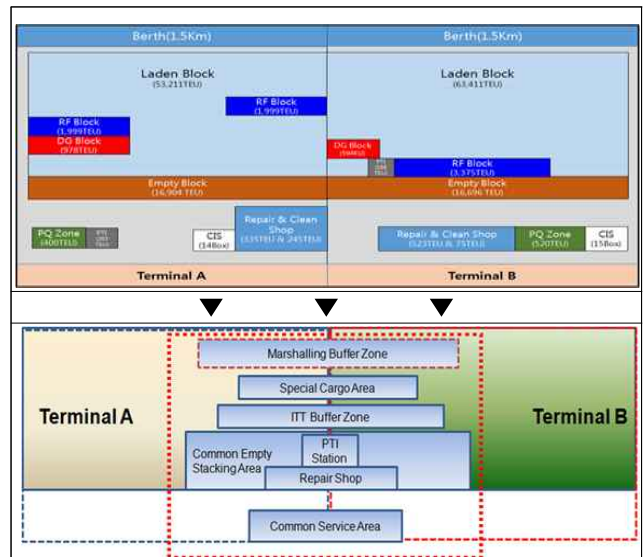 Berth(1.5Km)
Berth(1.5Km)
Laden Block
(53,211TEU)
Laden Block
(63,411TEU)
RF Block
(1,999TEU)
RF Block
(1,999TEU)
DG Block
(978TEU)
DG Block
RF Block
(3,375TEU)
Empty Block
(16,904 TEU)
Empty Block
(16,696 TEU)
PQ Zone
(400TEU)
CIS
(14Box)
Repair & Clean
Shop
(535TEU & 245TEU)
Repair & Clean Shop
(523TEU & 75TEU)
PQ Zone
(520TEU)
CIS
(15Box)
Terminal A
Terminal B
Marshalling Buffer Zone
Special Cargo Area
Terminal A
ITT Buffer Zone
Terminal B
Common Empty
Stacking Area
PTI
Station
Repair Shop
Common Service Area